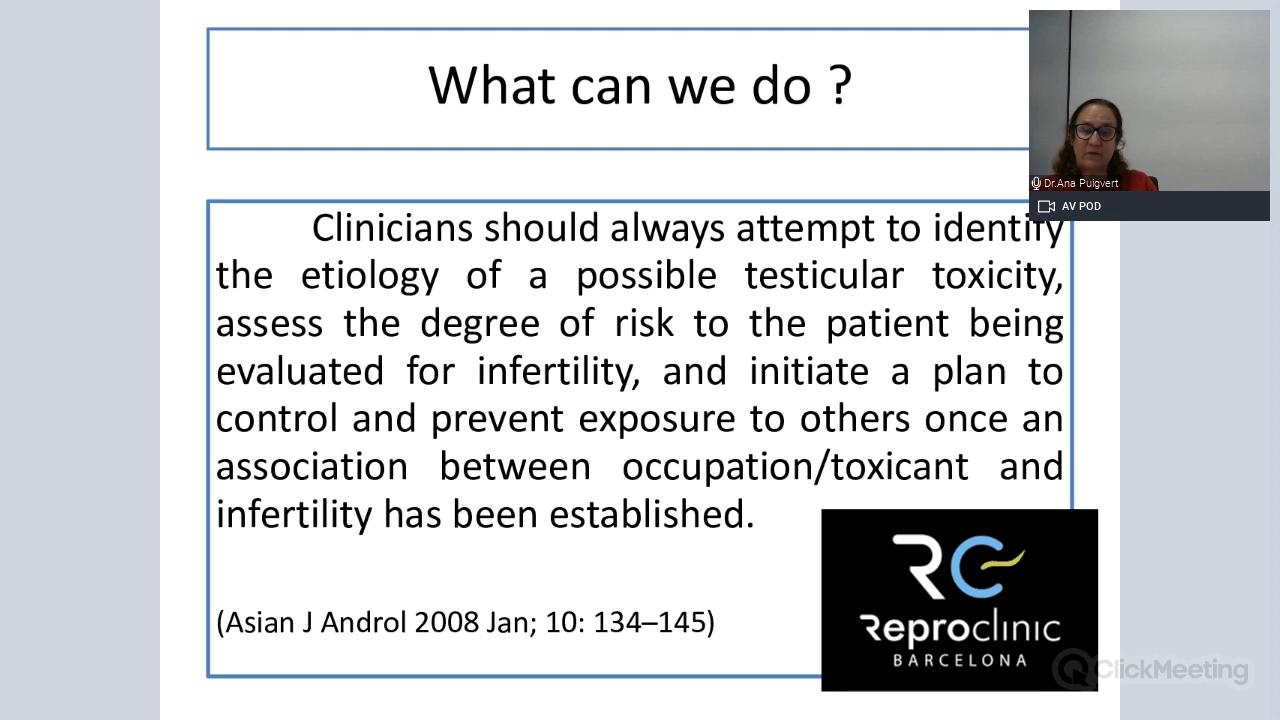 What can we do ?
Dr.Ana Puigvert
AV POD
Clinicians should always attempt to identify
the etiology of a possible testicular toxicity,
assess the degree of risk to the patient being
evaluated for infertility, and initiate a plan to
control and prevent exposure to others once an
association between occupation/toxicant and
infertility has been established.
(Asian J Androl 2008 Jan; 10: 134–145)
RC
Reproclinic
BARCELONA
ClickMeeting